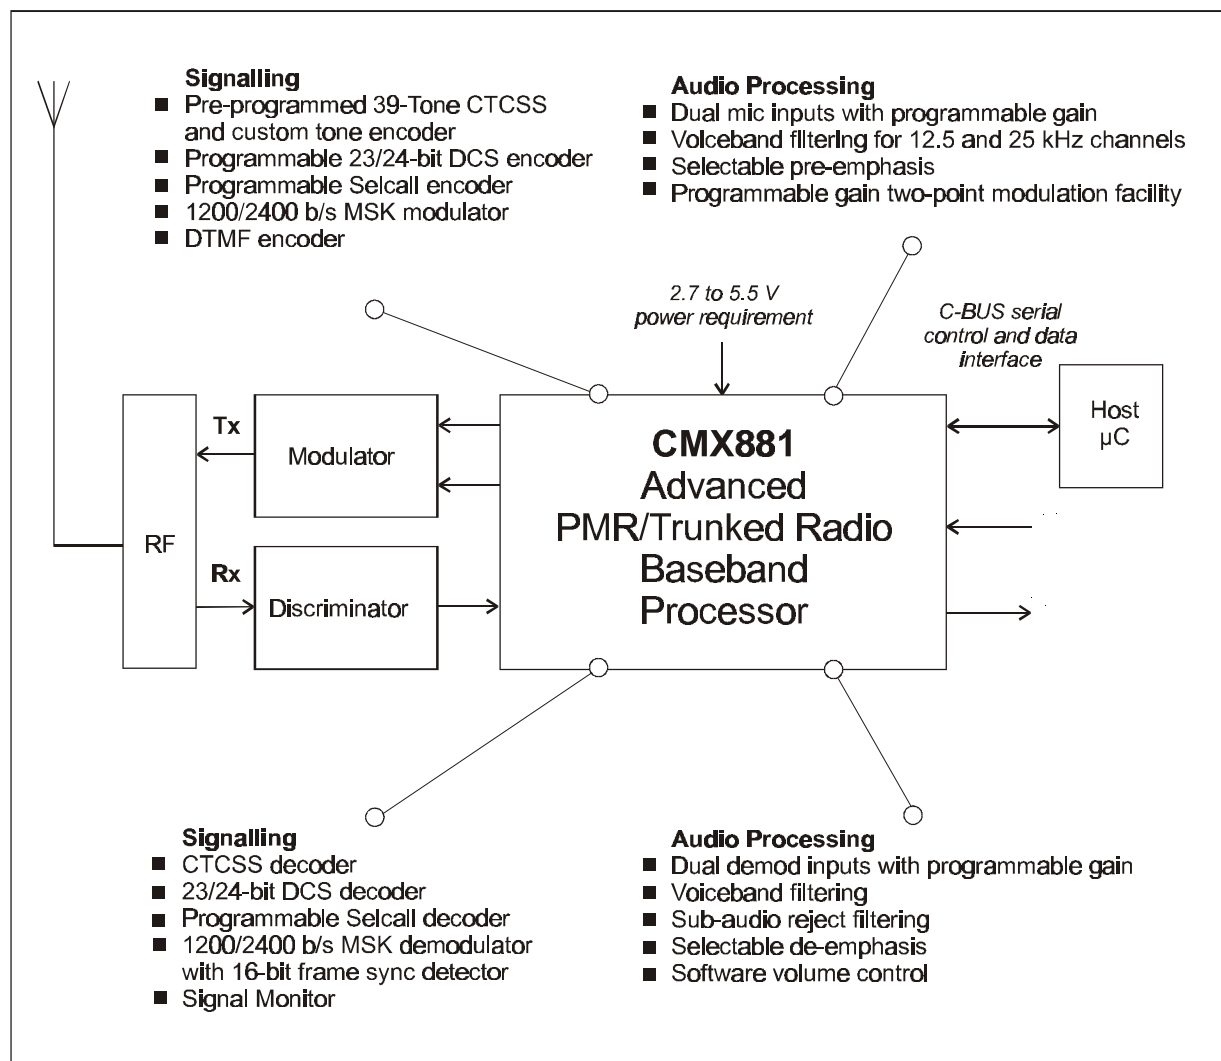 Signalling
■ Pre-programmed 39-Tone CTCSS
and custom tone encoder
■ Programmable 23/24-bit DCS encoder
■ Programmable Selcall encoder
■ 1200/2400 b/s MSK modulator
■ DTMF encoder
Audio Processing
■ Dual mic inputs with programmable gain
■ Voiceband filtering for 12.5 and 25 kHz channels
■ Selectable pre-emphasis
■ Programmable gain two-point modulation facility
2.7 to 5.5 V
power requirement
C-BUS serial
control and data
interface
Tx
Modulator
RF
Rx
Discriminator
CMX881
Advanced
PMR/Trunked Radio
Baseband
Processor
Host
µC
Signalling
■ CTCSS decoder
■ 23/24-bit DCS decoder
■ Programmable Selcall decoder
■ 1200/2400 b/s MSK demodulator
with 16-bit frame sync detector
■ Signal Monitor
Audio Processing
■ Dual demod inputs with programmable gain
■ Voiceband filtering
■ Sub-audio reject filtering
■ Selectable de-emphasis
■ Software volume control